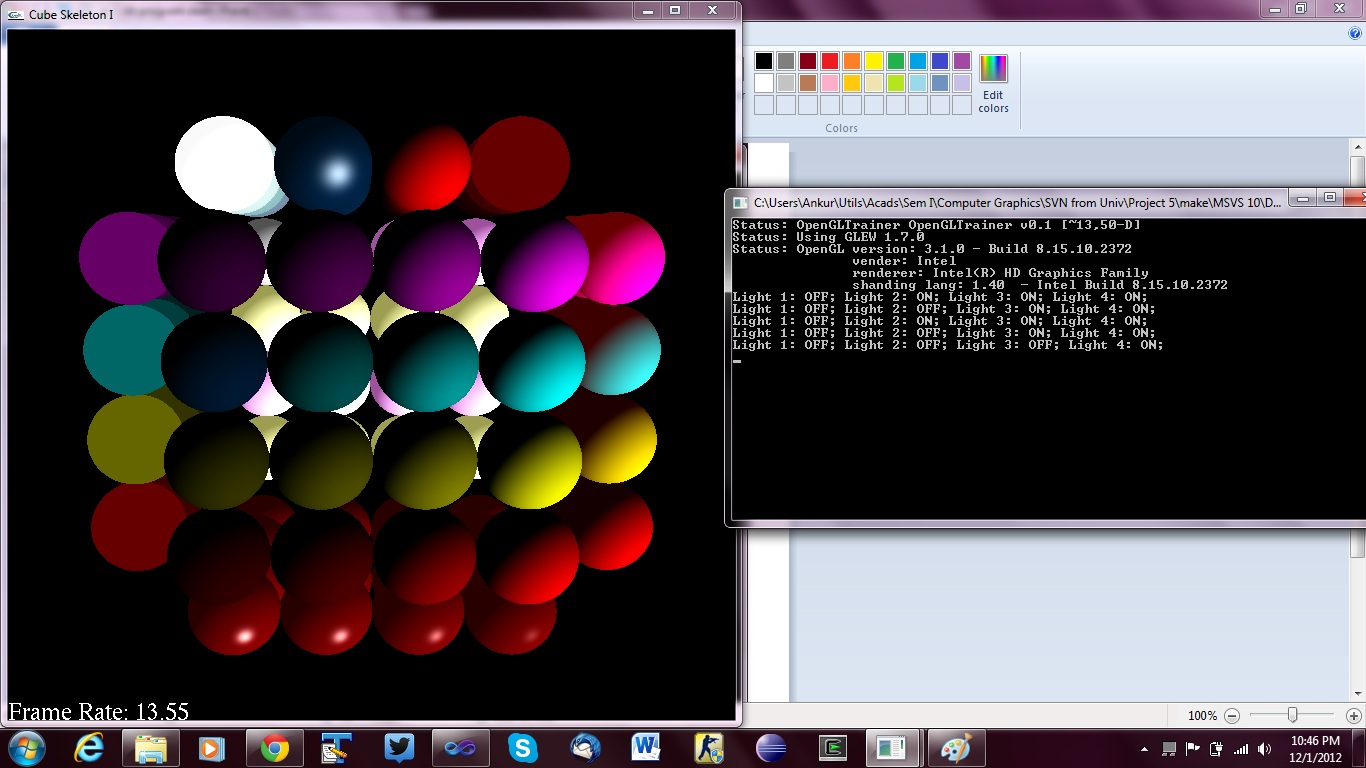 Cube Skeleton I
Frame Rate: 13.55
Edit
colors
Colors
C:\Users\Ankur\Utils\Acads\Sem I\Computer Graphics\SVN from Univ\Project 5\make\MSVS 10\D...
Status: OpenGLTrainer OpenGLTrainer v0.1 [~13,50-D]
Status: Using GLEW 1.7.0
Status: OpenGL version: 3.1.0 - Build 8.15.10.2372
vender: Intel
renderer: Intel(R) HD Graphics Family
shanding lang: 1.40 - Intel Build 8.15.10.2372
Light 1: OFF; Light 2: ON; Light 3: ON; Light 4: ON;
Light 1: OFF; Light 2: OFF; Light 3: ON; Light 4: ON;
Light 1: OFF; Light 2: ON; Light 3: ON; Light 4: ON;
Light 1: OFF; Light 2: OFF; Light 3: ON; Light 4: ON;
Light 1: OFF; Light 2: OFF; Light 3: OFF; Light 4: ON;
100%
10:46 PM
12/1/2012